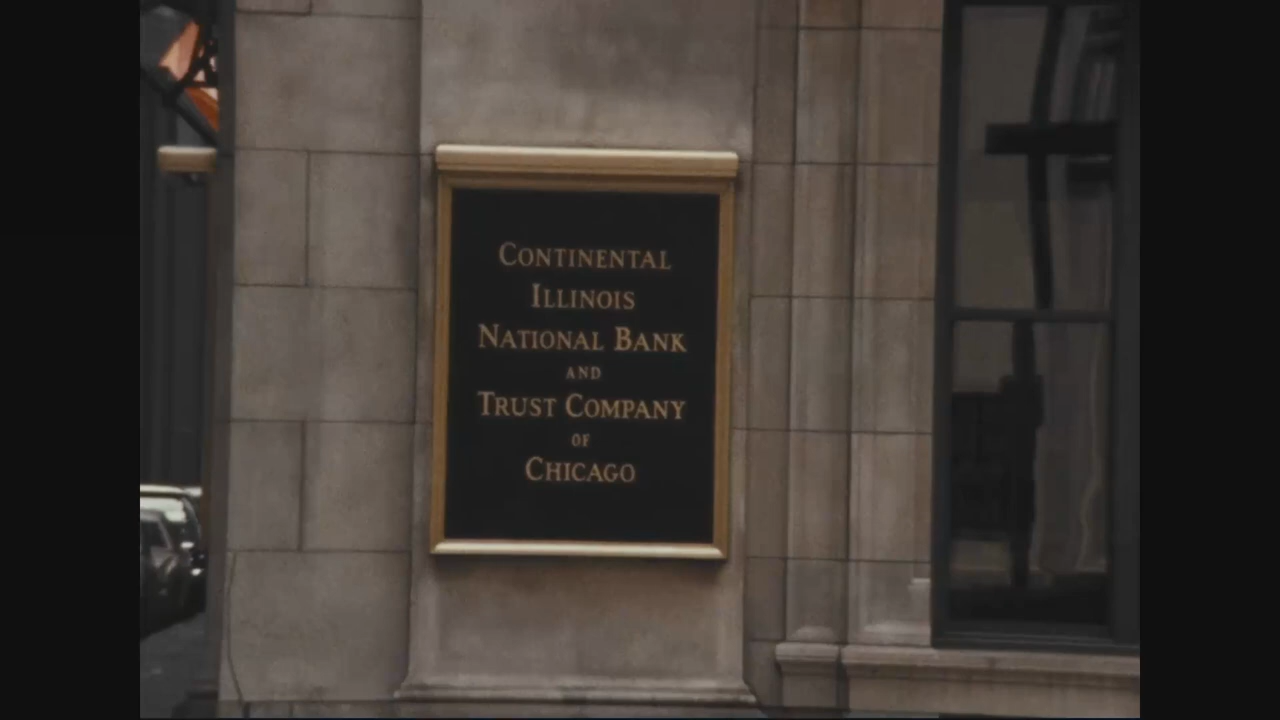 Continental
Illinois
National Bank
and
Trust Company
of
Chicago